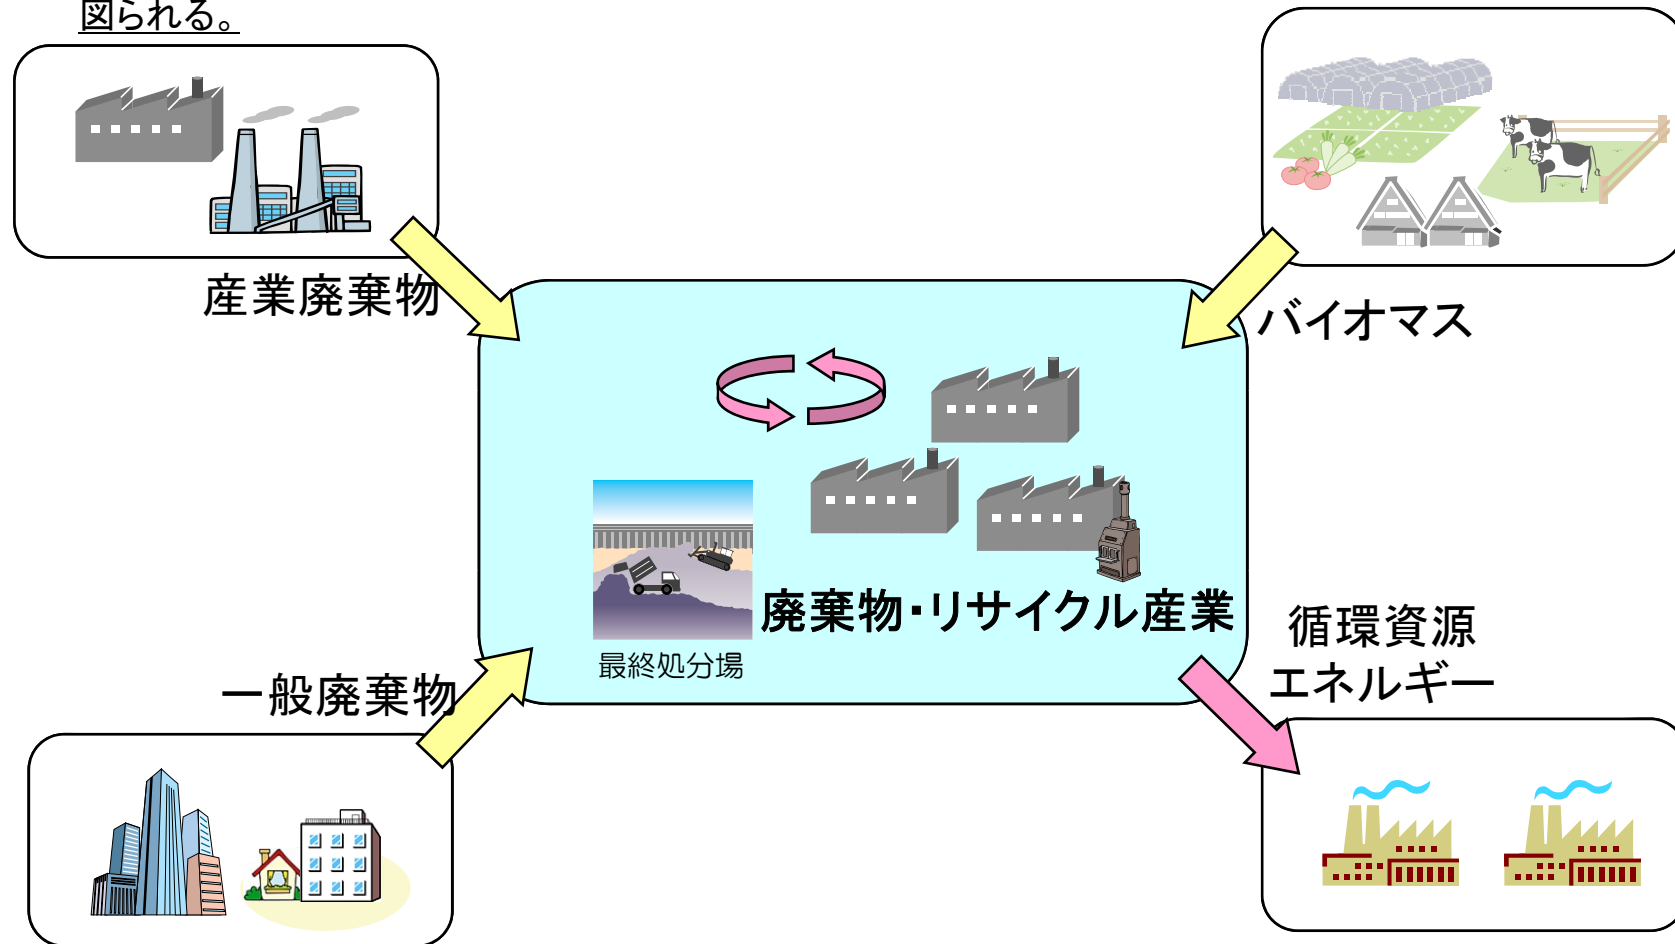 図られる。
産業廃棄物
バイオマス
廃棄物・リサイクル産業
最終処分場
循環資源
エネルギー
一般廃棄物